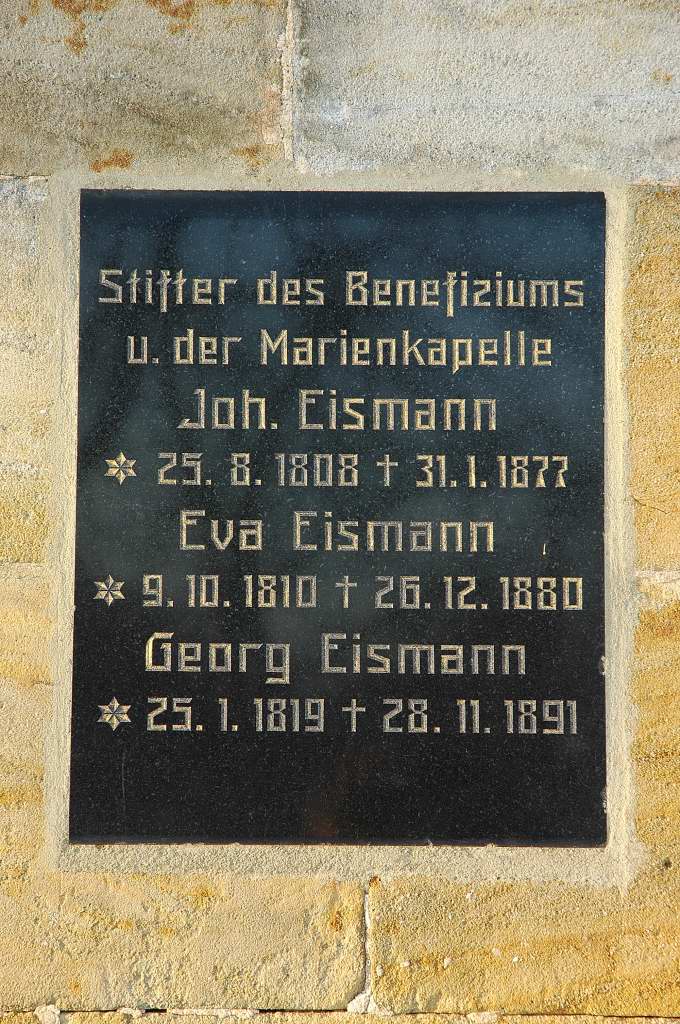 Stifter des Benefiziums
u. der Marienkapelle
Joh. Eismann
* 25. 8. 1808 † 31. 1. 1877
Eva Eismann
* 9. 10. 1810 † 26. 12. 1880
Georg Eismann
* 25. 1. 1819 † 28. 11. 1891